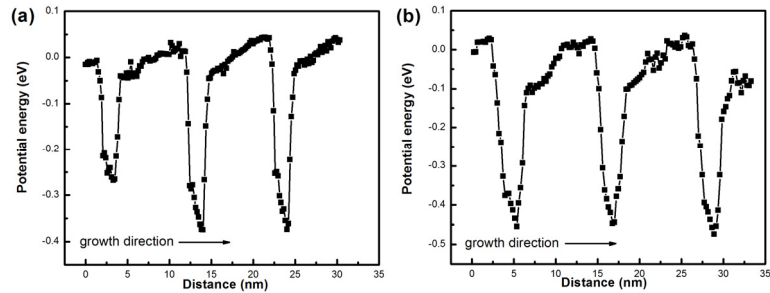 (a)
0.1
0.0
-0.1
-0.2
-0.3
-0.4
Potential energy (eV)
growth direction
0 5 10 15 20 25 30 35
Distance (nm)
(b)
0.1
0.0
-0.1
-0.2
-0.3
-0.4
-0.5
Potential energy (eV)
growth direction
0 5 10 15 20 25 30 35
Distance (nm)